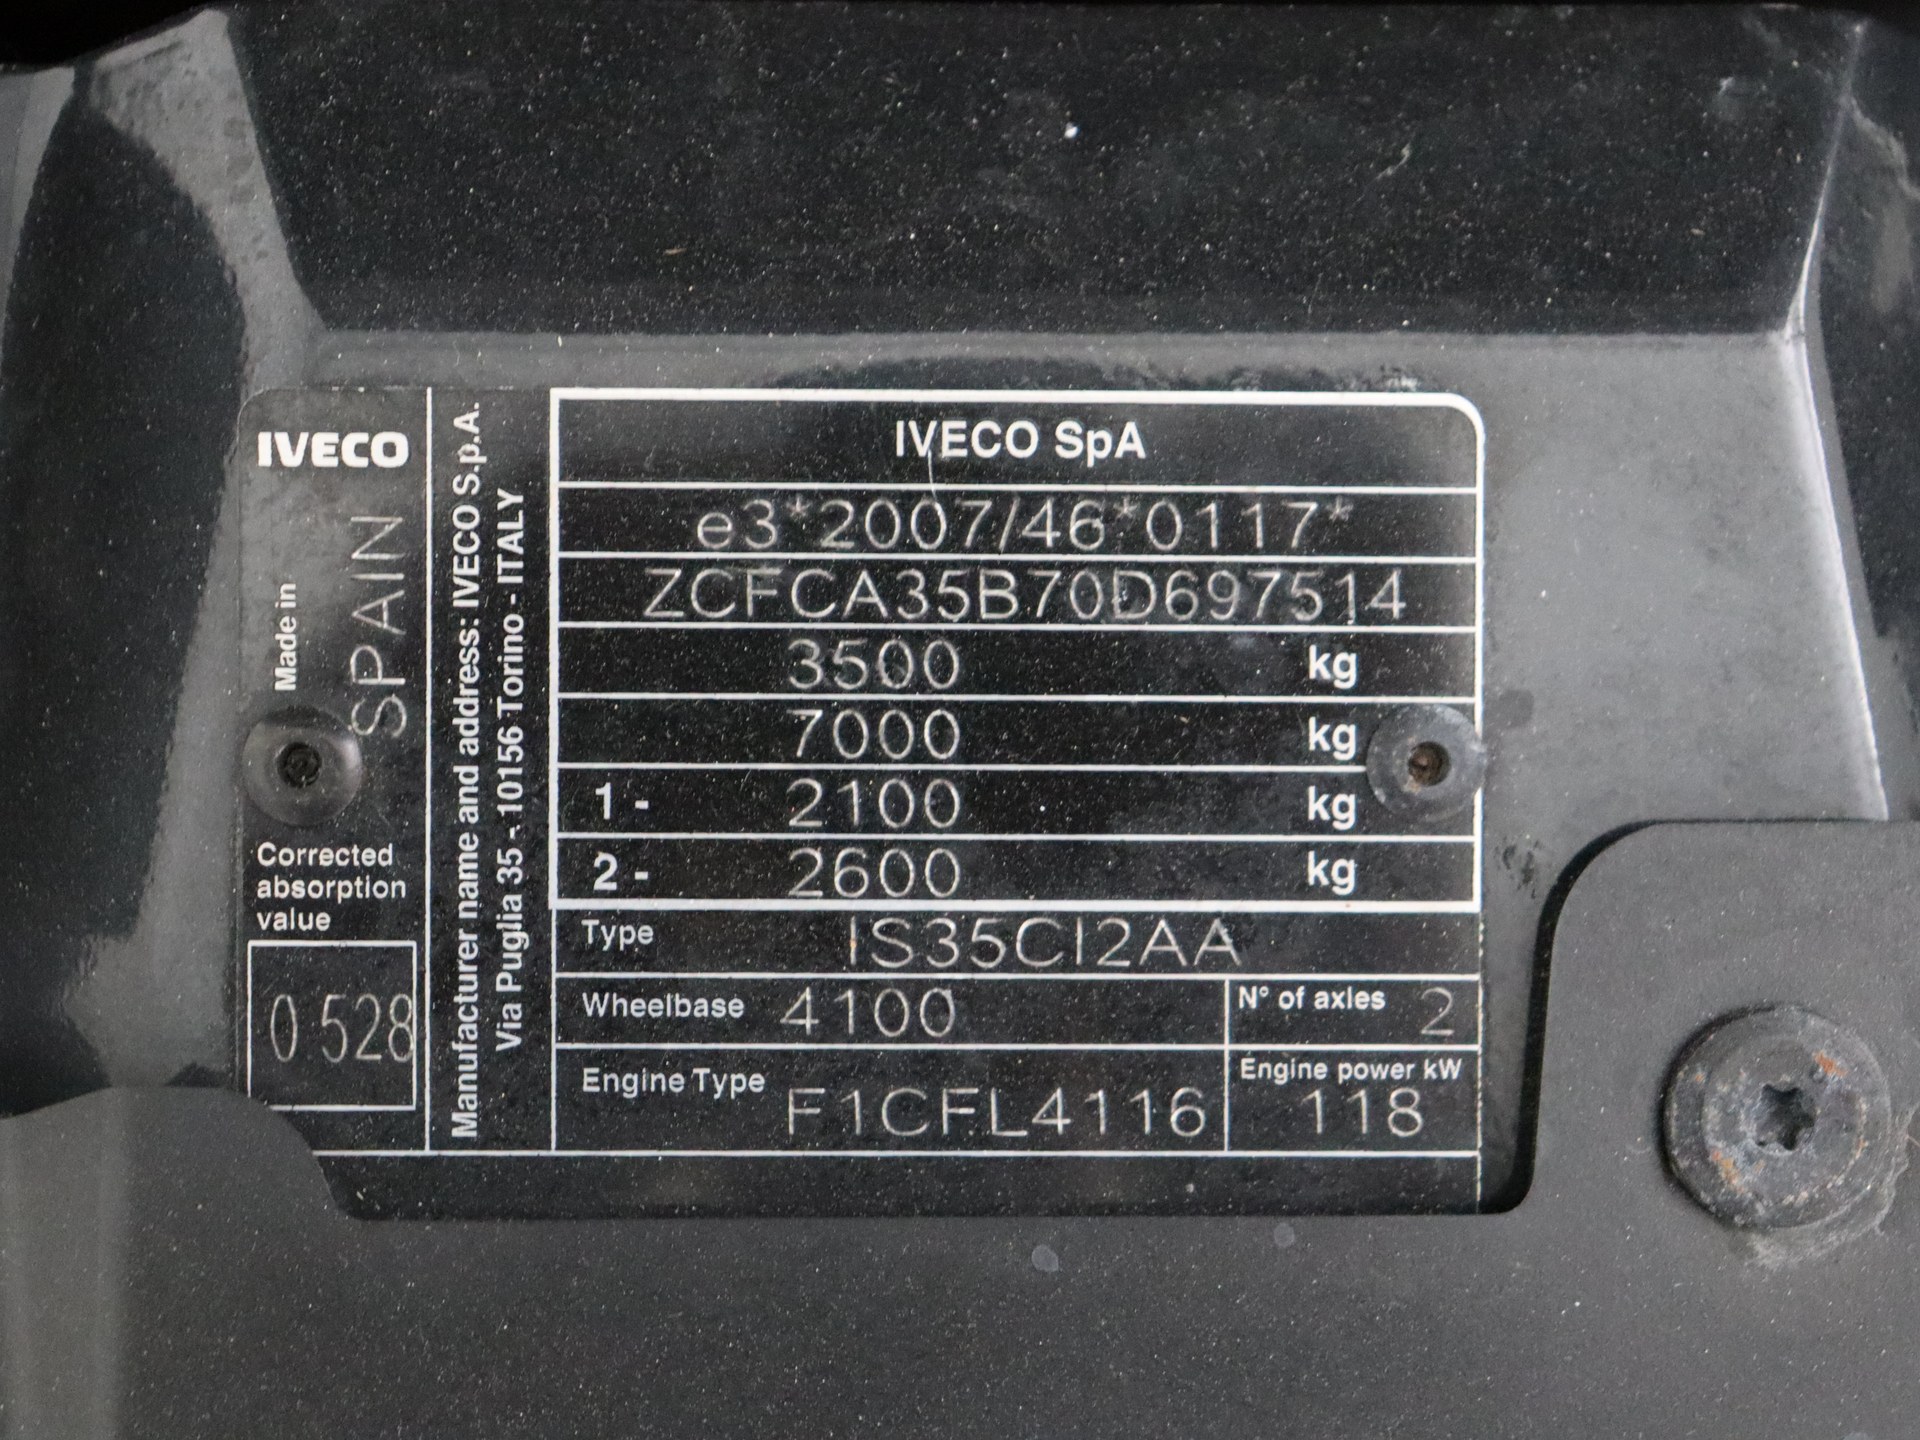 IVECO
Made in
SPAIN
Corrected
absorption
value
0.528
Manufacturer name and address: IVECO S.p.A.
Via Puglia 35 - 10156 Torino - ITALY
IVECO SpA
e3*2007/46*0117*
ZCFCA35B70D697514
3500 kg
7000 kg
1 - 2100 kg
2 - 2600 kg
Type IS35CI2AA
Wheelbase 4100
N° of axles 2
Engine Type F1CFL4116
Engine power kW
118